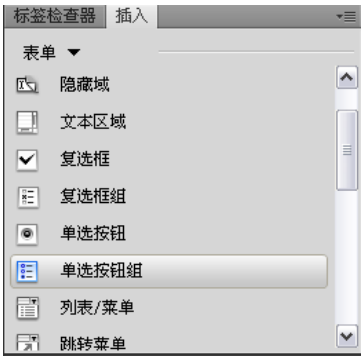 标签检查器 插入
表单
隐藏域
文本区域
复选框
复选框组
单选按钮
单选按钮组
列表/菜单
跳转菜单